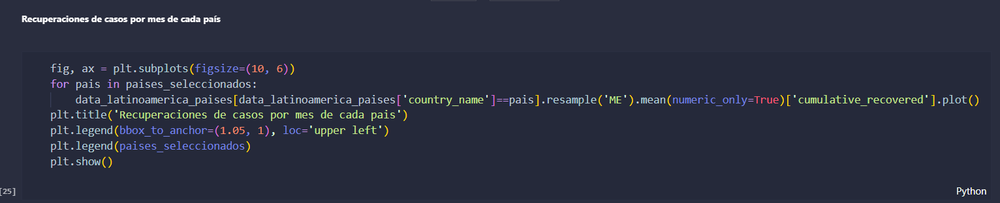 Recuperaciones de casos por mes de cada país
fig, ax = plt.subplots(figsize=(10, 6))
for pais in paises_seleccionados:
    data_latinoamerica_paises[data_latinoamerica_paises['country_name']==pais].resample('ME').mean(numeric_only=True)['cumulative_recovered'].plot()
plt.title('Recuperaciones de casos por mes de cada pais')
plt.legend(bbox_to_anchor=(1.05, 1), loc='upper left')
plt.legend(paises_seleccionados)
plt.show()
[25]
Python